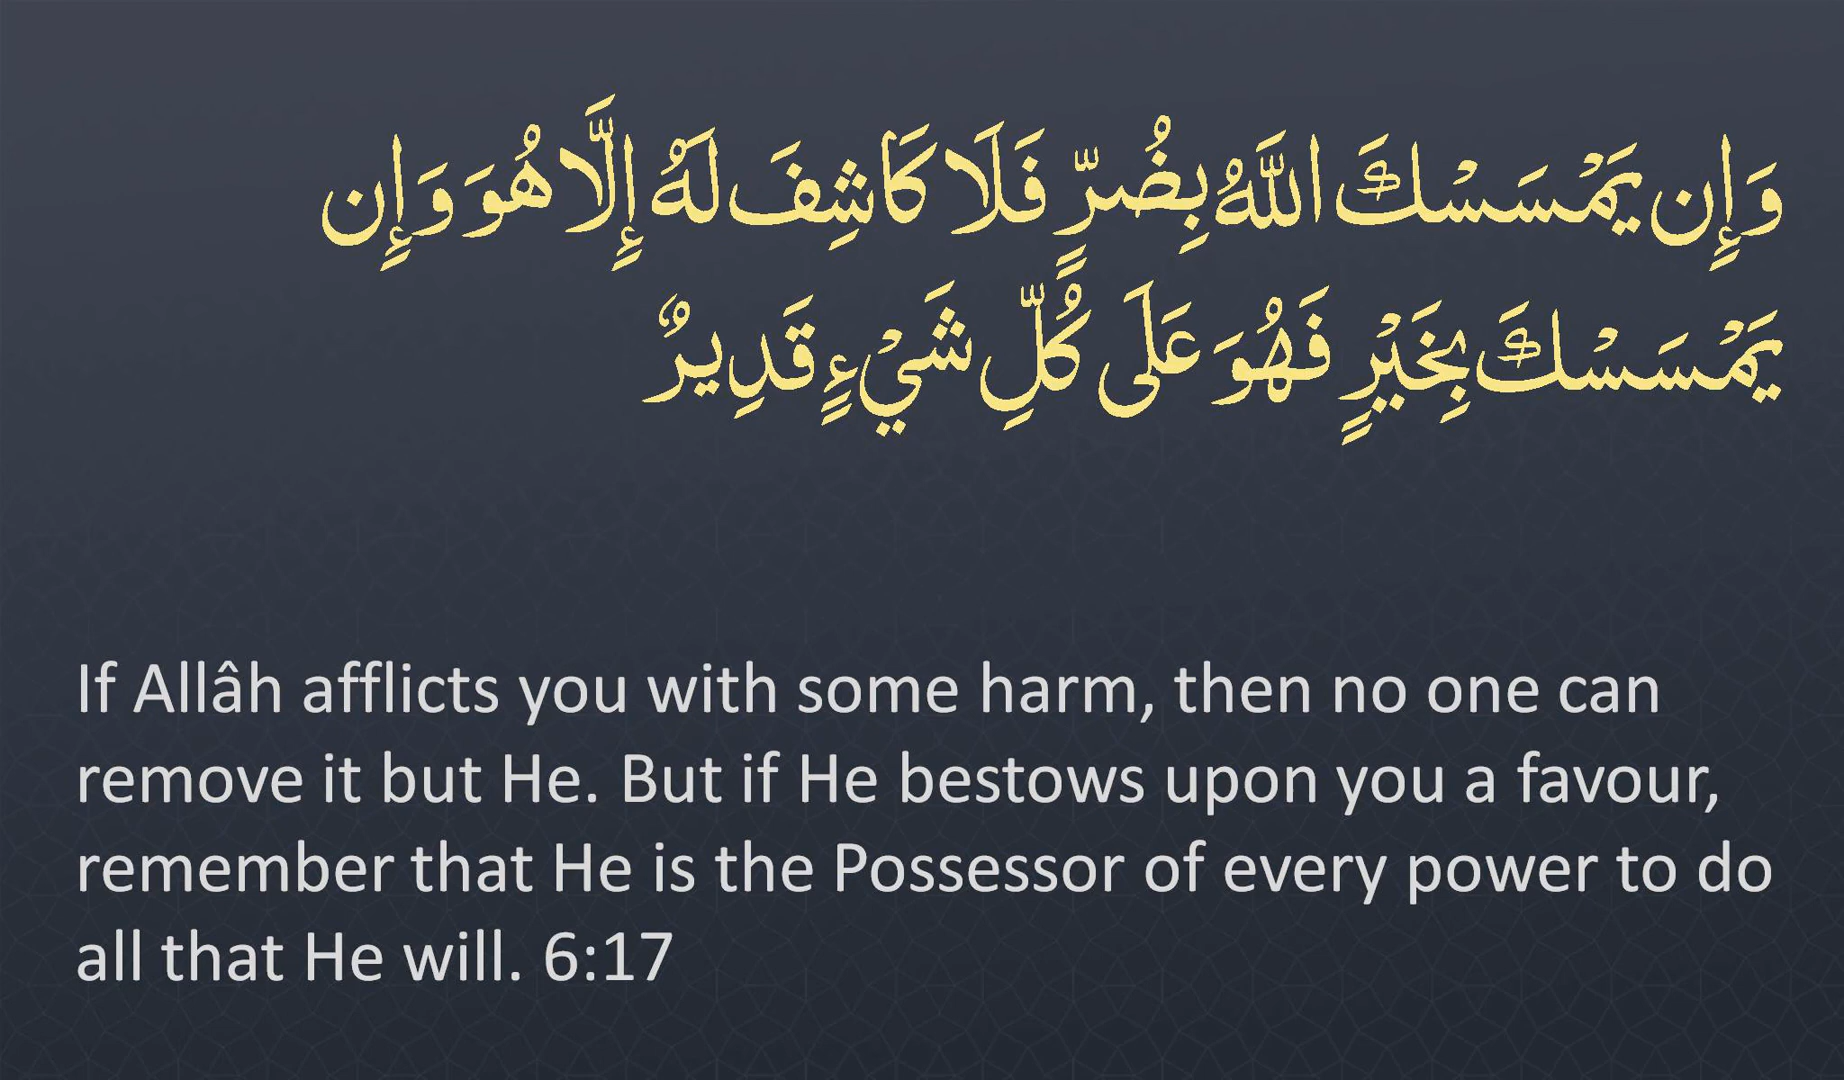 وَإِن يَمْسَسْكَ اللَّهُ بِضُرٍّ فَلَا كَاشِفَ لَهُ إِلَّا هُوَ وَإِن
يَمْسَسْكَ بِخَيْرٍ فَهُوَ عَلَى كُلِّ شَيْءٍ قَدِيرٌ
If Allâh afflicts you with some harm, then no one can
remove it but He. But if He bestows upon you a favour,
remember that He is the Possessor of every power to do
all that He will. 6:17